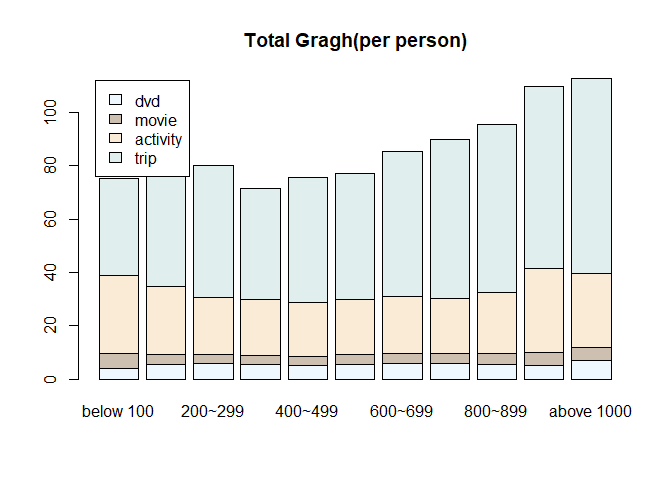 Total Gragh(per person)
dvd
movie
activity
trip
100
80
60
40
20
0
below 100 200~299 400~499 600~699 800~899 above 1000